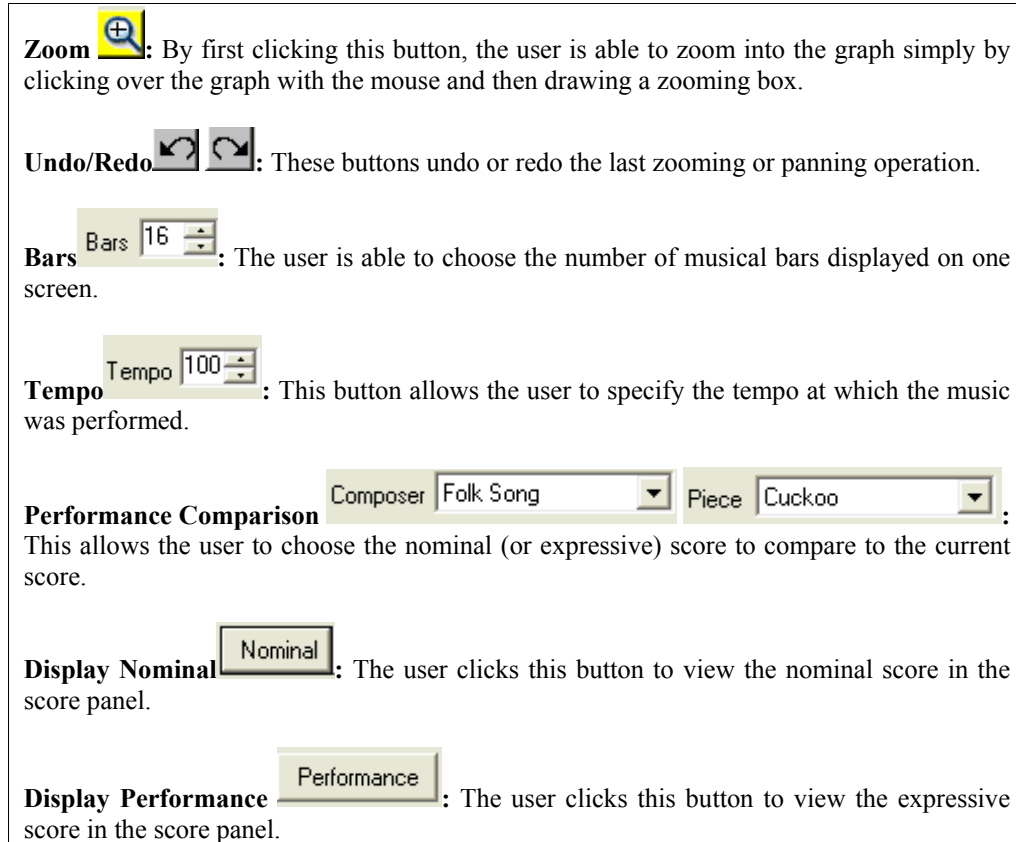 Zoom : By first clicking this button, the user is able to zoom into the graph simply by
clicking over the graph with the mouse and then drawing a zooming box.
Undo/Redo : These buttons undo or redo the last zooming or panning operation.
Bars Bars 16 : The user is able to choose the number of musical bars displayed on one
screen.
Tempo Tempo 100 : This button allows the user to specify the tempo at which the music
was performed.
Performance Comparison Composer Folk Song Piece Cuckoo :
This allows the user to choose the nominal (or expressive) score to compare to the current
score.
Display Nominal Nominal : The user clicks this button to view the nominal score in the
score panel.
Display Performance Performance : The user clicks this button to view the expressive
score in the score panel.